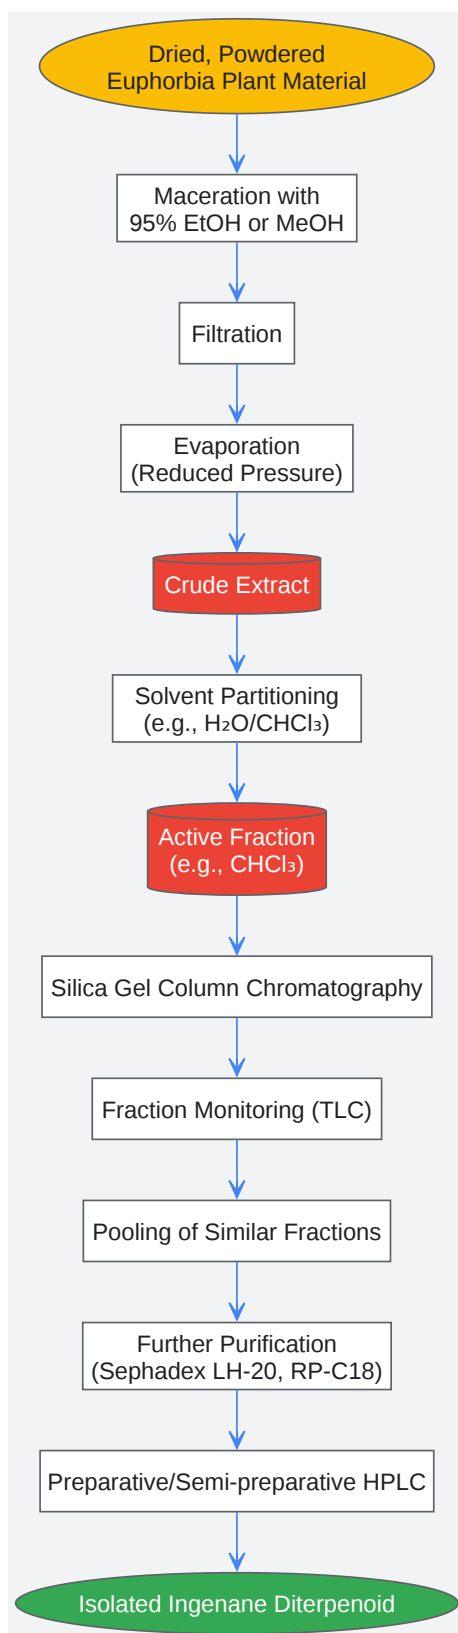 Dried, Powdered
Euphorbia Plant Material
Maceration with
95% EtOH or MeOH
Filtration
Evaporation
(Reduced Pressure)
Crude Extract
Solvent Partitioning
(e.g., H₂O/CHCl₃)
Active Fraction
(e.g., CHCl₃)
Silica Gel Column Chromatography
Fraction Monitoring (TLC)
Pooling of Similar Fractions
Further Purification
(Sephadex LH-20, RP-C18)
Preparative/Semi-preparative HPLC
Isolated Ingenane Diterpenoid